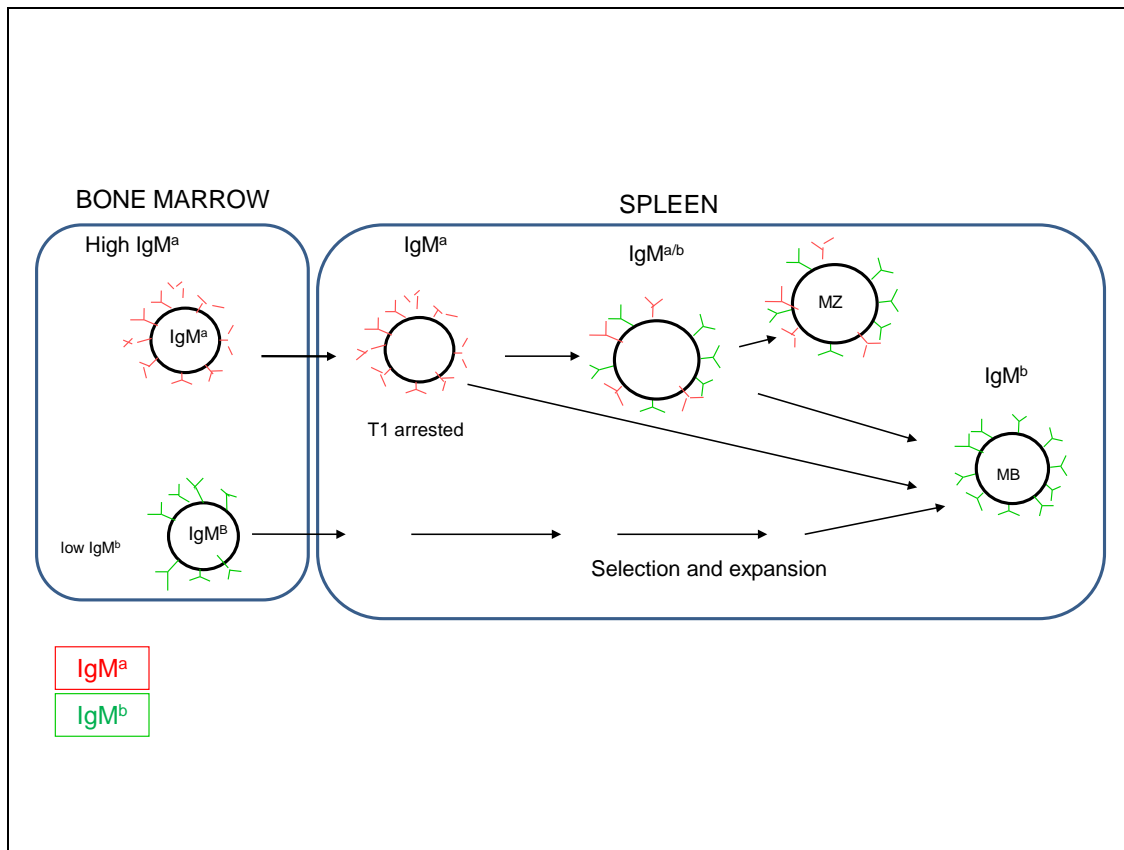 BONE MARROW
SPLEEN
High IgMᵃ
IgMᵃ
IgMᵃ/ᵇ
IgMᵃ
MZ
T1 arrested
IgMᵇ
MB
low IgMᵇ
IgMᴮ
Selection and expansion
IgMᵃ
IgMᵇ